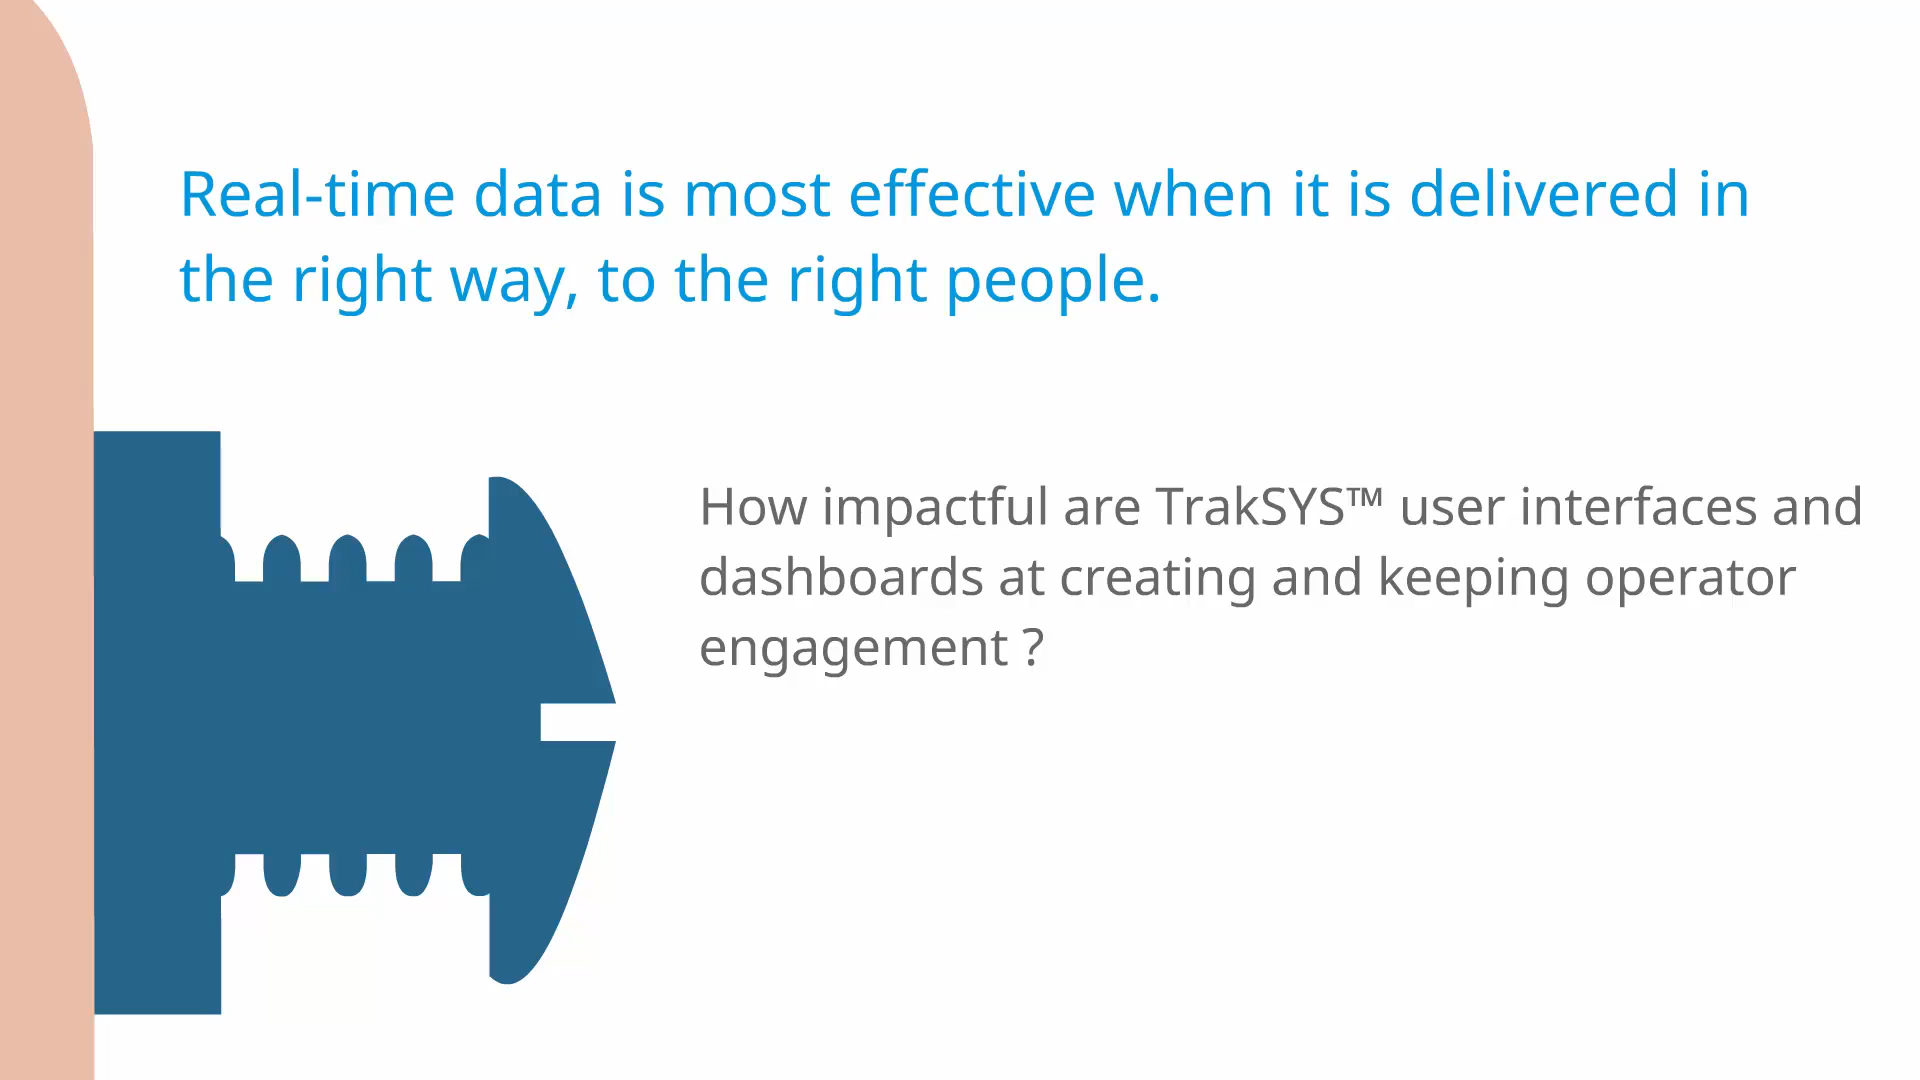 Real-time data is most effective when it is delivered in
the right way, to the right people.
How impactful are TrakSYS™ user interfaces and
dashboards at creating and keeping operator
engagement ?